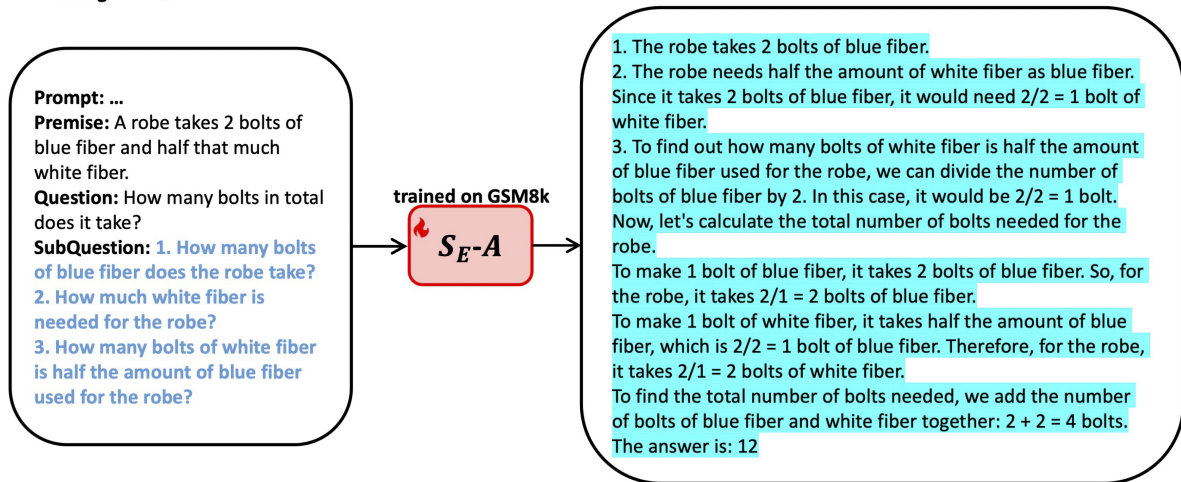 Prompt: ...
Premise: A robe takes 2 bolts of
blue fiber and half that much
white fiber.
Question: How many bolts in total
does it take?
SubQuestion: 1. How many bolts
of blue fiber does the robe take?
2. How much white fiber is
needed for the robe?
3. How many bolts of white fiber
is half the amount of blue fiber
used for the robe?
trained on GSM8k
S_E-A
1. The robe takes 2 bolts of blue fiber.
2. The robe needs half the amount of white fiber as blue fiber.
Since it takes 2 bolts of blue fiber, it would need 2/2 = 1 bolt of
white fiber.
3. To find out how many bolts of white fiber is half the amount
of blue fiber used for the robe, we can divide the number of
bolts of blue fiber by 2. In this case, it would be 2/2 = 1 bolt.
Now, let's calculate the total number of bolts needed for the
robe.
To make 1 bolt of blue fiber, it takes 2 bolts of blue fiber. So, for
the robe, it takes 2/1 = 2 bolts of blue fiber.
To make 1 bolt of white fiber, it takes half the amount of blue
fiber, which is 2/2 = 1 bolt of blue fiber. Therefore, for the robe,
it takes 2/1 = 2 bolts of white fiber.
To find the total number of bolts needed, we add the number
of bolts of blue fiber and white fiber together: 2 + 2 = 4 bolts.
The answer is: 12